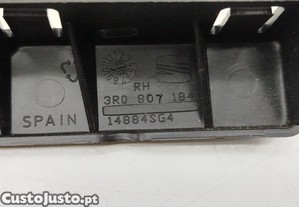 RH
3R0 807 184
SPAIN
14884SG4
CustoJusto.pt